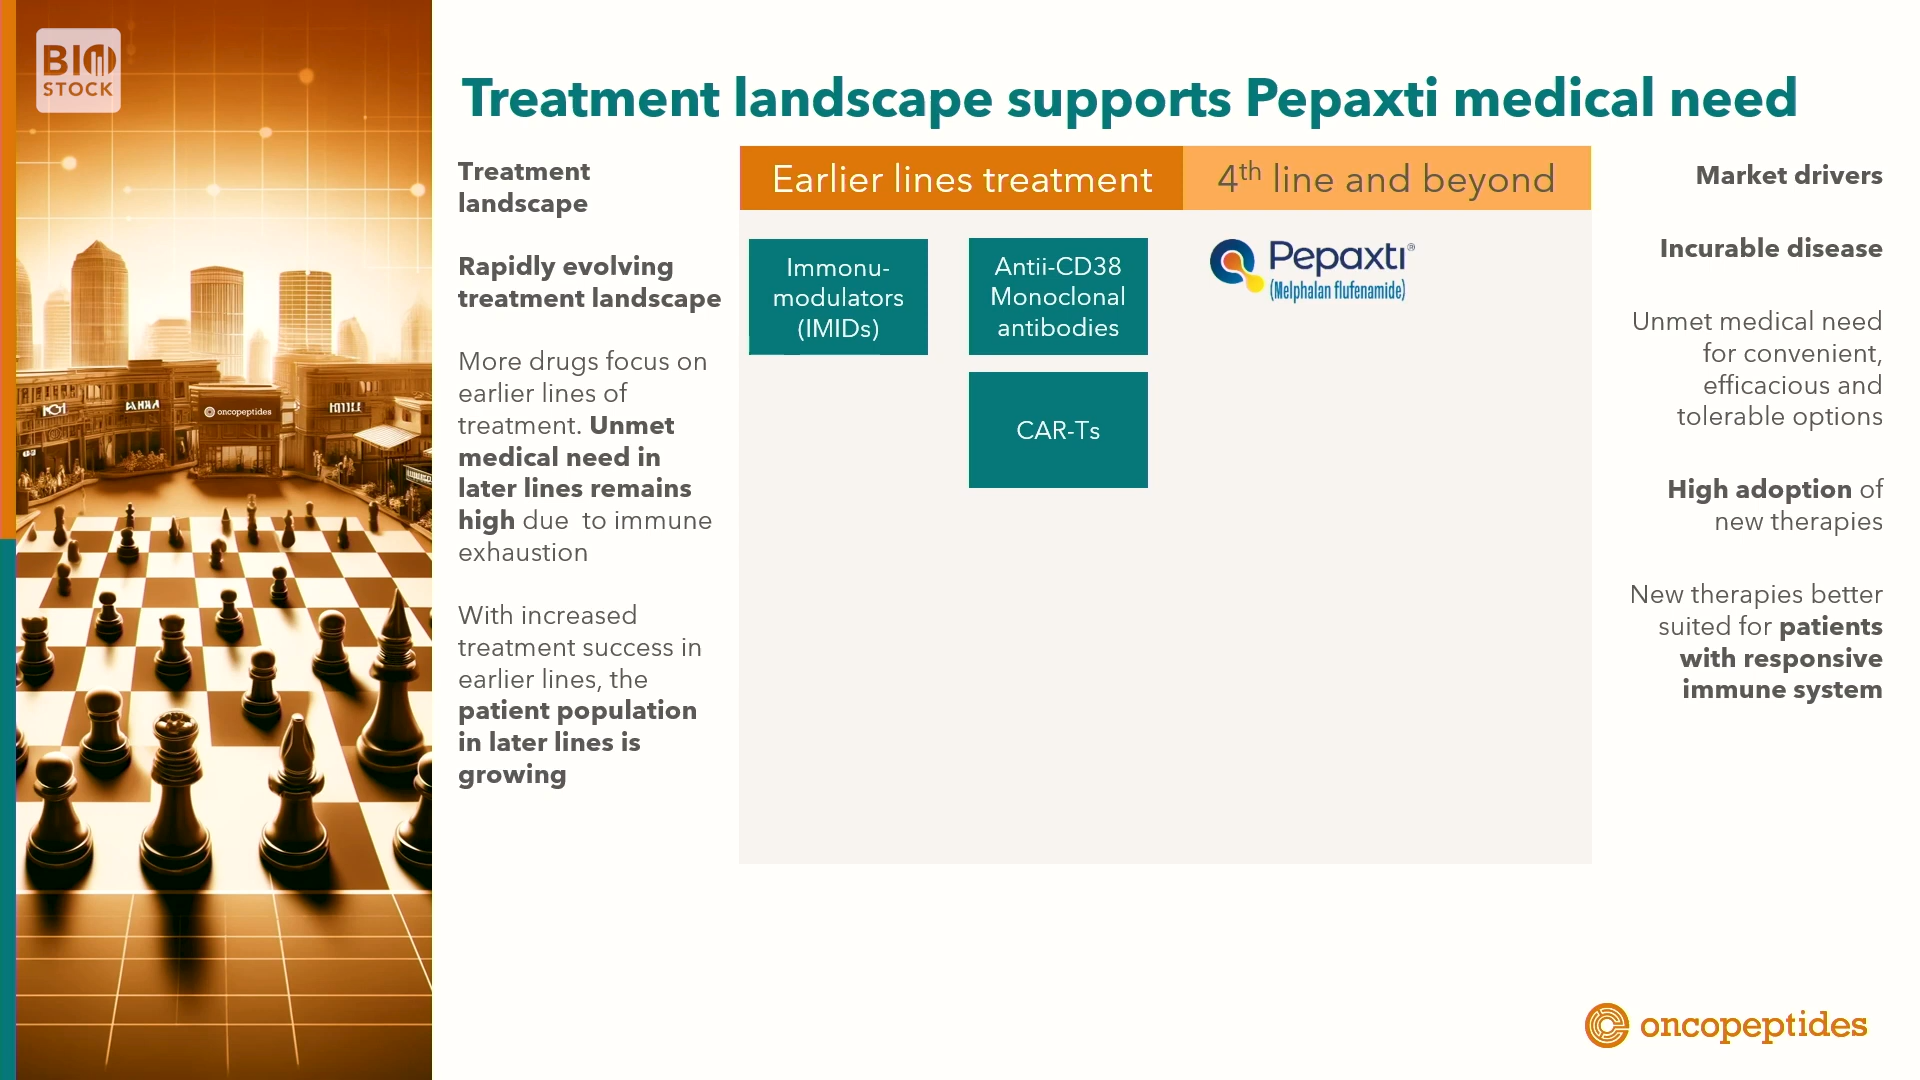 BIO
STOCK
Treatment landscape supports Pepaxti medical need
Treatment
landscape
Rapidly evolving
treatment landscape
More drugs focus on
earlier lines of
treatment. Unmet
medical need in
later lines remains
high due to immune
exhaustion
With increased
treatment success in
earlier lines, the
patient population
in later lines is
growing
Earlier lines treatment
4th line and beyond
Immonu-
modulators
(IMIDs)
Antii-CD38
Monoclonal
antibodies
CAR-Ts
Pepaxti®
(Melphalan flufenamide)
Market drivers
Incurable disease
Unmet medical need
for convenient,
efficacious and
tolerable options
High adoption of
new therapies
New therapies better
suited for patients
with responsive
immune system
oncopeptides
oncopeptides